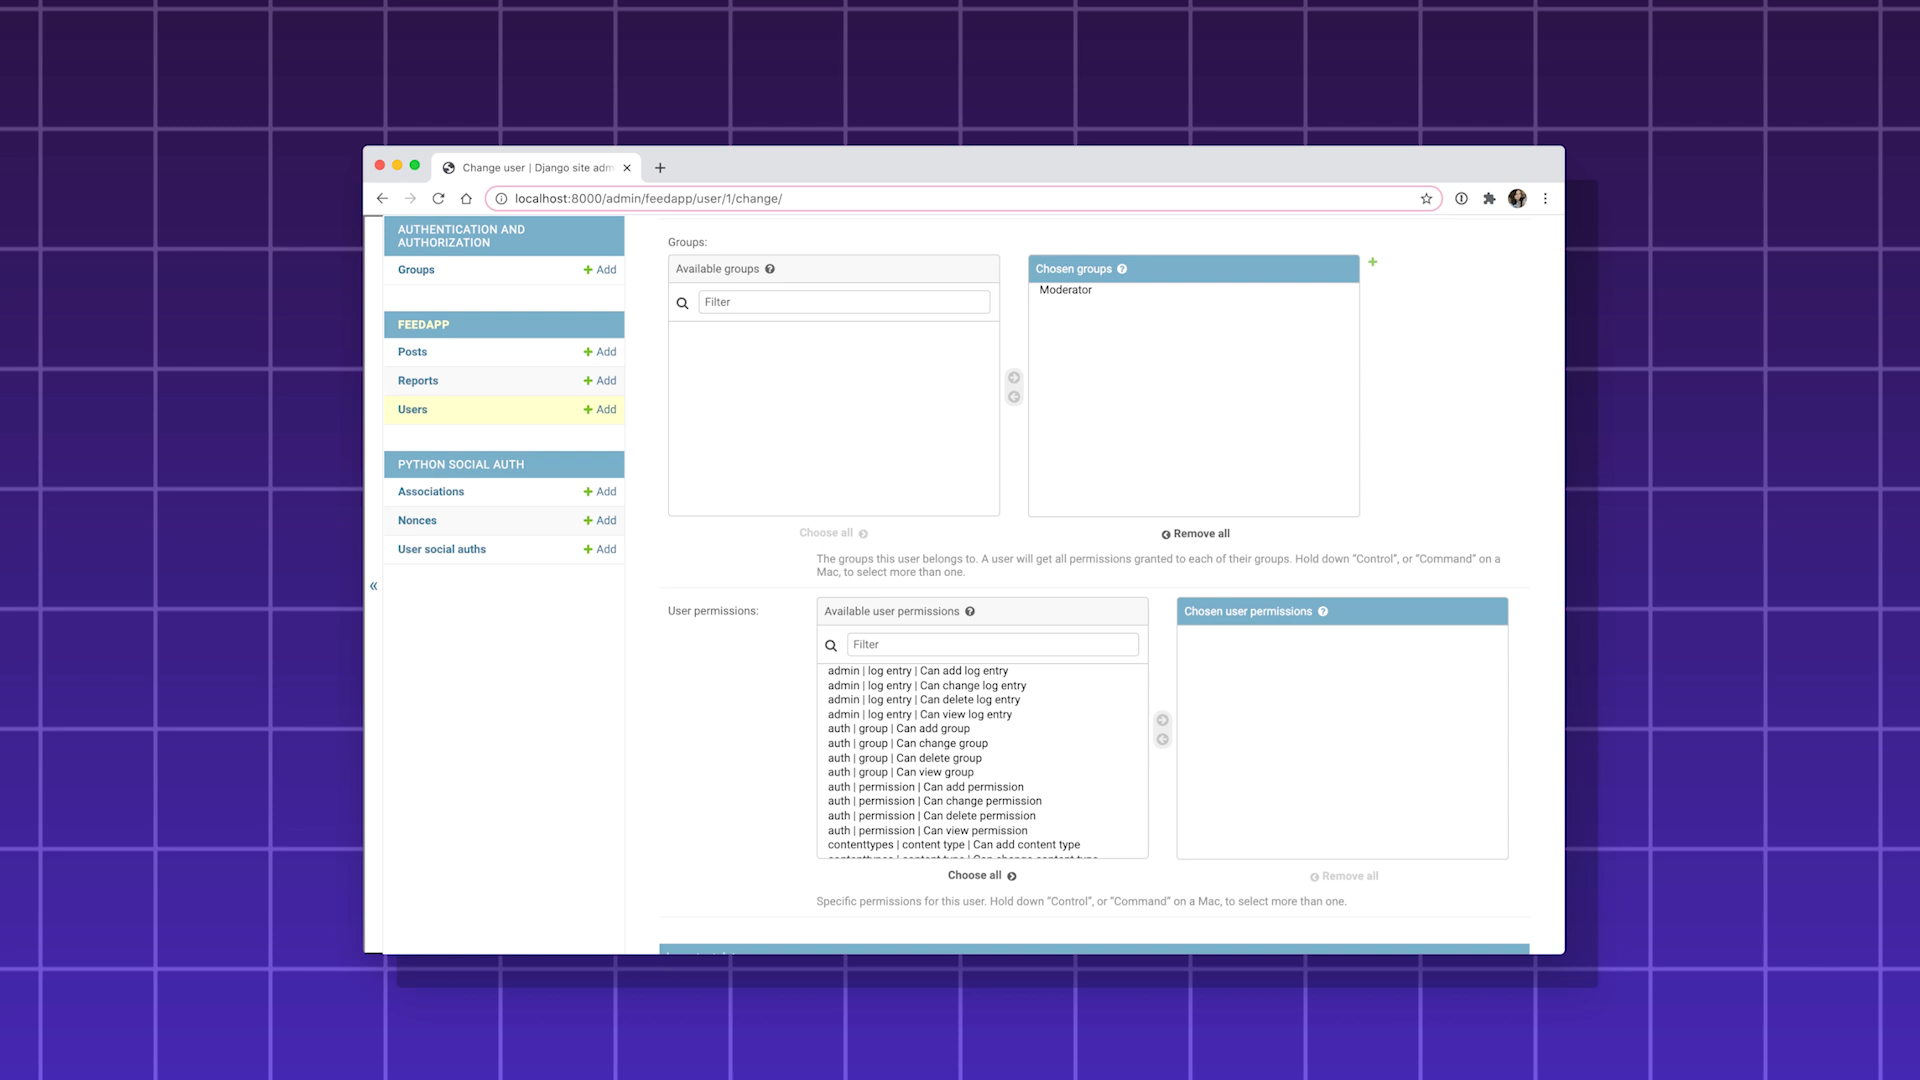 Change user | Django site adm
localhost:8000/admin/feedapp/user/1/change/
AUTHENTICATION AND
AUTHORIZATION
Groups
Add
FEEDAPP
Posts
Add
Reports
Add
Users
Add
PYTHON SOCIAL AUTH
Associations
Add
Nonces
Add
User social auths
Add
«
Groups:
Available groups
Filter
Choose all
Chosen groups
Moderator
Remove all
The groups this user belongs to. A user will get all permissions granted to each of their groups. Hold down “Control”, or “Command” on a
Mac, to select more than one.
User permissions:
Available user permissions
Filter
admin | log entry | Can add log entry
admin | log entry | Can change log entry
admin | log entry | Can delete log entry
admin | log entry | Can view log entry
auth | group | Can add group
auth | group | Can change group
auth | group | Can delete group
auth | group | Can view group
auth | permission | Can add permission
auth | permission | Can change permission
auth | permission | Can delete permission
auth | permission | Can view permission
contenttypes | content type | Can add content type
contenttypes | content type | Can change content type
Choose all
Chosen user permissions
Remove all
Specific permissions for this user. Hold down “Control”, or “Command” on a Mac, to select more than one.